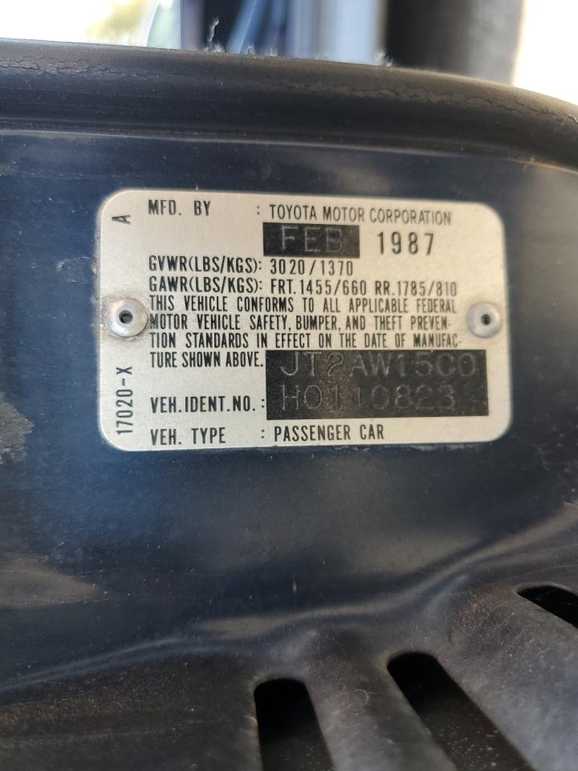 A
MFD. BY : TOYOTA MOTOR CORPORATION
FEB 1987
GVWR(LBS/KGS): 3020/1370
GAWR(LBS/KGS): FRT.1455/660 RR.1785/810
THIS VEHICLE CONFORMS TO ALL APPLICABLE FEDERAL
MOTOR VEHICLE SAFETY, BUMPER, AND THEFT PREVEN-
TION STANDARDS IN EFFECT ON THE DATE OF MANUFAC-
TURE SHOWN ABOVE. JT2AW15C0
VEH.IDENT.NO.: H0110823
VEH. TYPE : PASSENGER CAR
17020-X